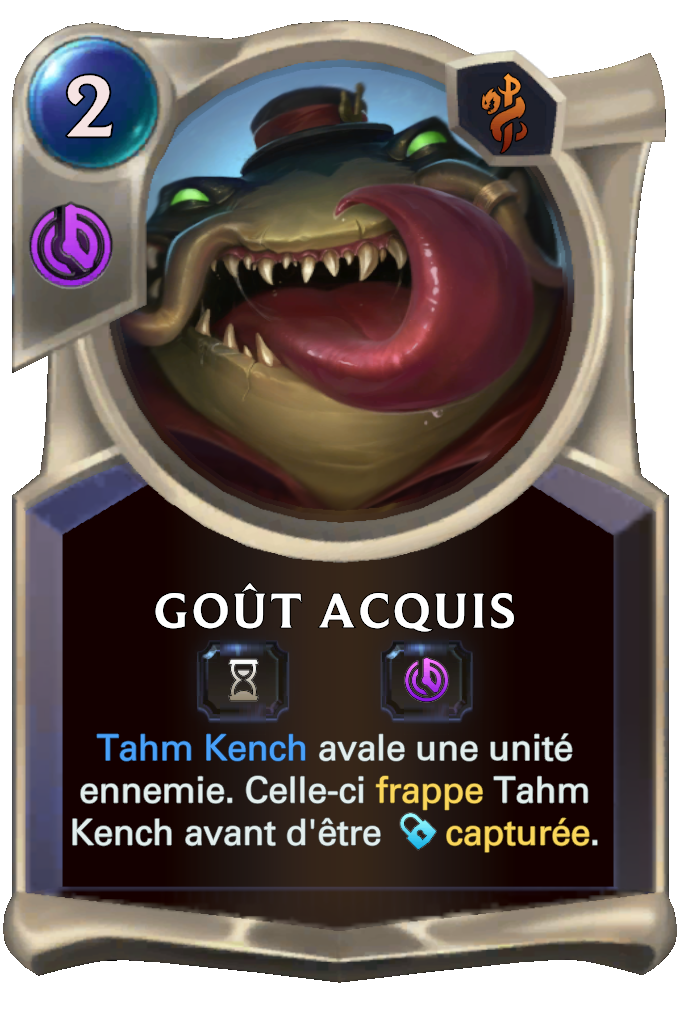 2
GOÛT ACQUIS
Tahm Kench avale une unité
ennemie. Celle-ci frappe Tahm
Kench avant d'être capturée.